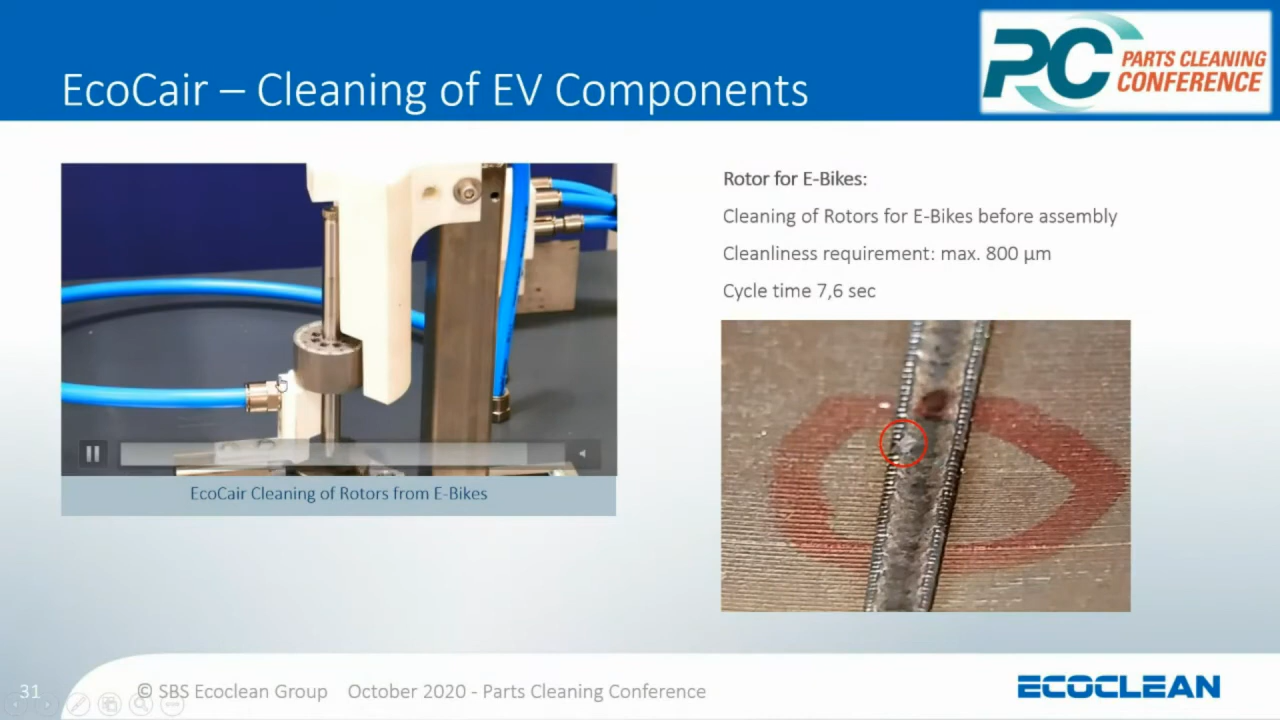 EcoCair – Cleaning of EV Components
PC PARTS CLEANING
CONFERENCE
Rotor for E-Bikes:
Cleaning of Rotors for E-Bikes before assembly
Cleanliness requirement: max. 800 µm
Cycle time 7,6 sec
EcoCair Cleaning of Rotors from E-Bikes
31
© SBS Ecoclean Group October 2020 - Parts Cleaning Conference
ECOCLEAN